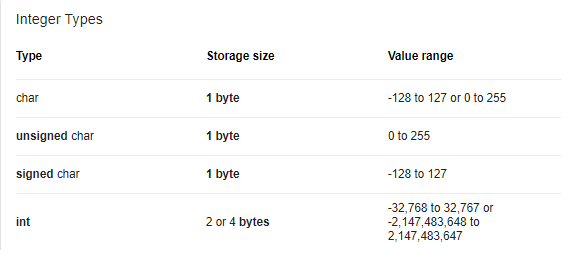 Integer Types
Type Storage size Value range
char 1 byte -128 to 127 or 0 to 255
unsigned char 1 byte 0 to 255
signed char 1 byte -128 to 127
int 2 or 4 bytes -32,768 to 32,767 or
-2,147,483,648 to
2,147,483,647